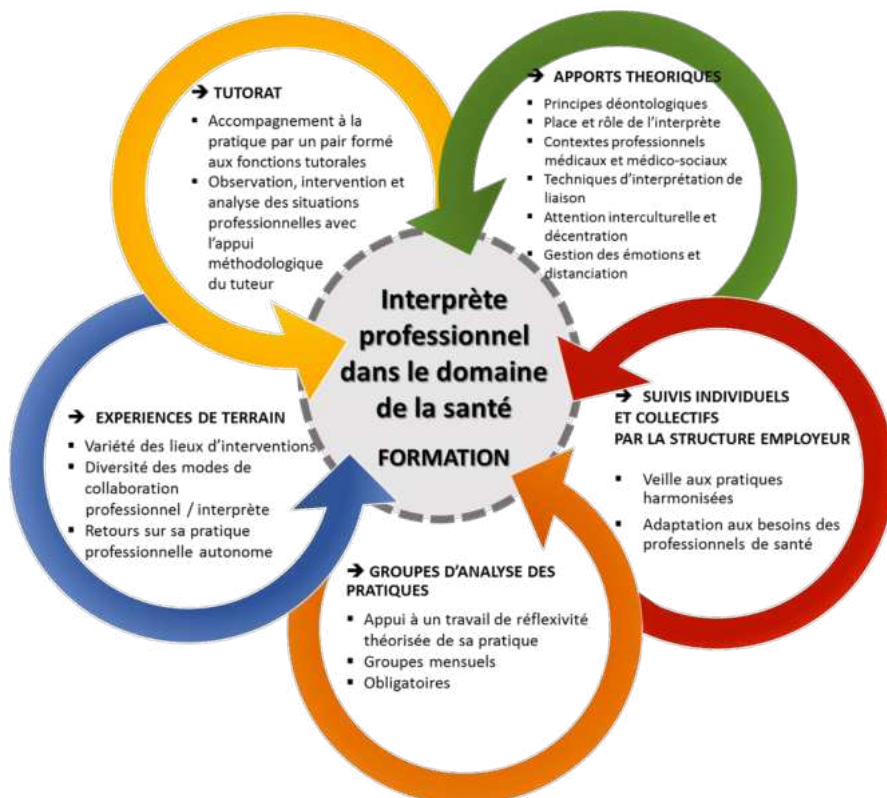 ➔ TUTORAT
▪ Accompagnement à la
pratique par un pair formé
aux fonctions tutorales
▪ Observation, intervention et
analyse des situations
professionnelles avec
l'appui
méthodologique
du tuteur
➔ APPORTS THEORIQUES
▪ Principes déontologiques
▪ Place et rôle de l'interprète
▪ Contextes professionnels
médicaux et médico-sociaux
▪ Techniques d'interprétation de
liaison
▪ Attention interculturelle et
décentration
▪ Gestion des émotions et
distanciation
Interprète
professionnel
dans le domaine
de la santé
FORMATION
➔ EXPERIENCES DE TERRAIN
▪ Variété des lieux d'interventions
▪ Diversité des modes de
collaboration
professionnel / interprète
▪ Retours sur sa pratique
professionnelle autonome
➔ SUIVIS INDIVIDUELS
ET COLLECTIFS
PAR LA STRUCTURE EMPLOYEUR
▪ Veille aux pratiques
harmonisées
▪ Adaptation aux besoins des
professionnels de santé
➔ GROUPES D'ANALYSE DES
PRATIQUES
▪ Appui à un travail de réflexivité
théorisée de sa pratique
▪ Groupes mensuels
▪ Obligatoires